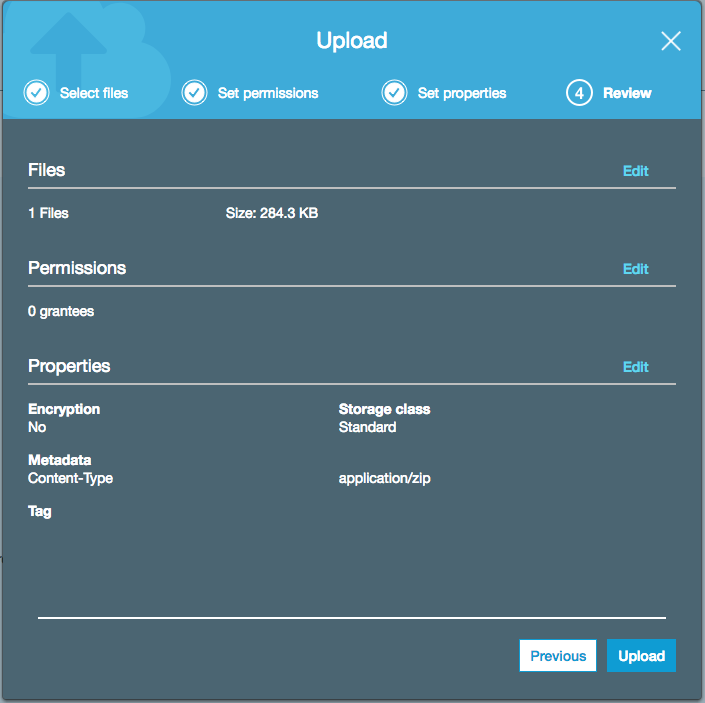 Upload
Select files Set permissions Set properties 4 Review
Files Edit
1 Files Size: 284.3 KB
Permissions Edit
0 grantees
Properties Edit
Encryption Storage class
No Standard
Metadata
Content-Type application/zip
Tag
Previous Upload